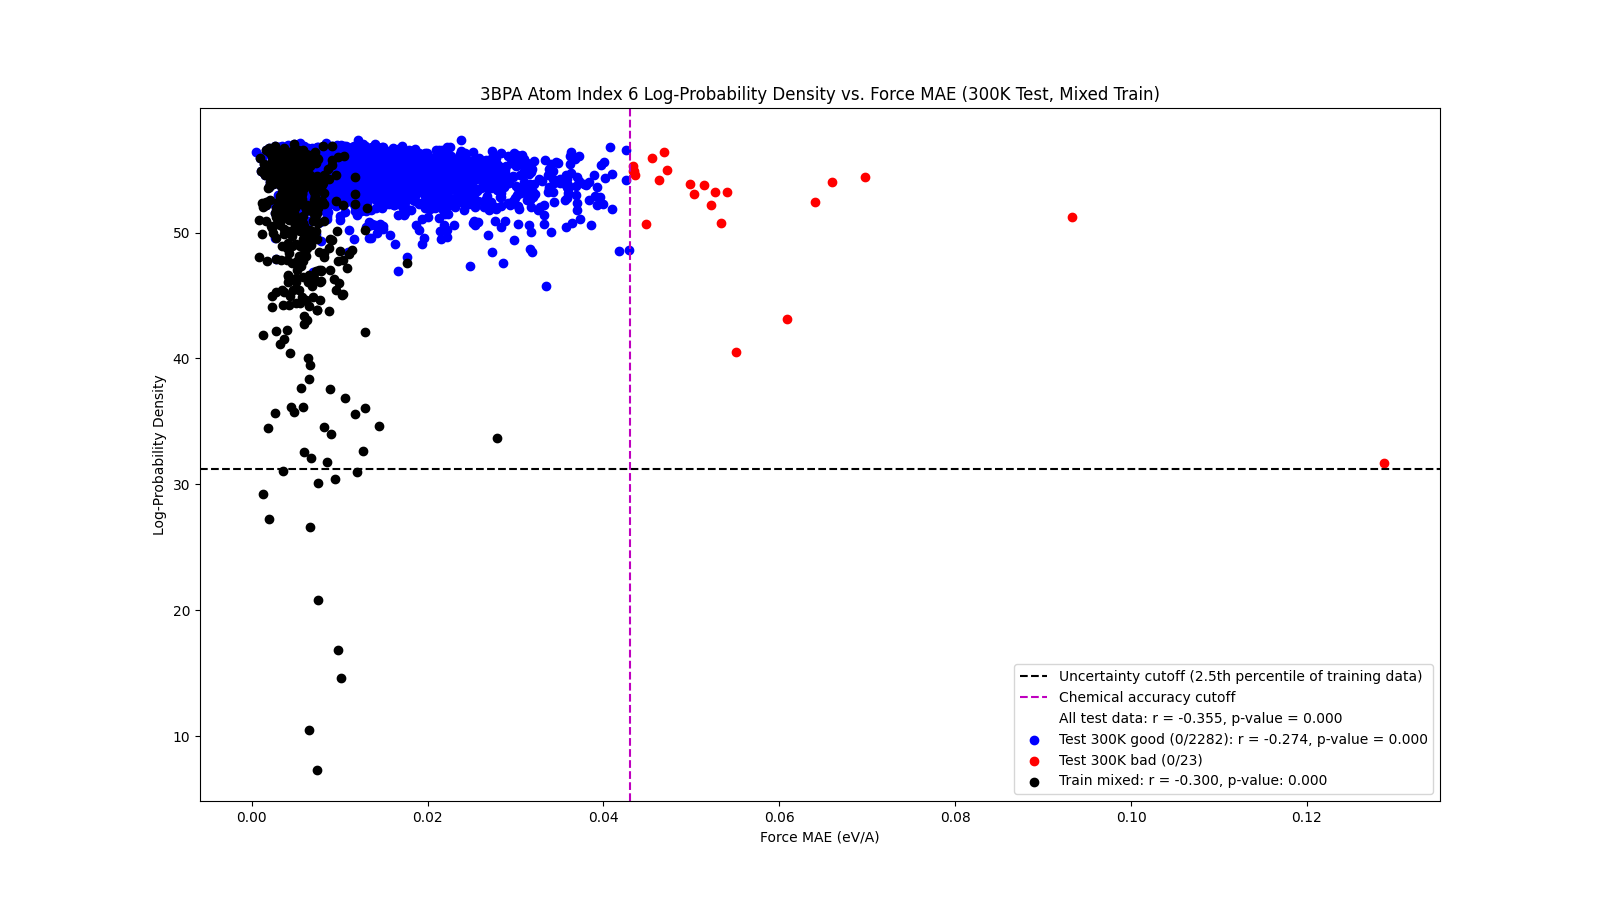 3BPA Atom Index 6 Log-Probability Density vs. Force MAE (300K Test, Mixed Train)
Log-Probability Density
50
40
30
20
10
Uncertainty cutoff (2.5th percentile of training data)
Chemical accuracy cutoff
All test data: r = -0.355, p-value = 0.000
Test 300K good (0/2282): r = -0.274, p-value = 0.000
Test 300K bad (0/23)
Train mixed: r = -0.300, p-value: 0.000
0.00 0.02 0.04 0.06 0.08 0.10 0.12
Force MAE (eV/A)